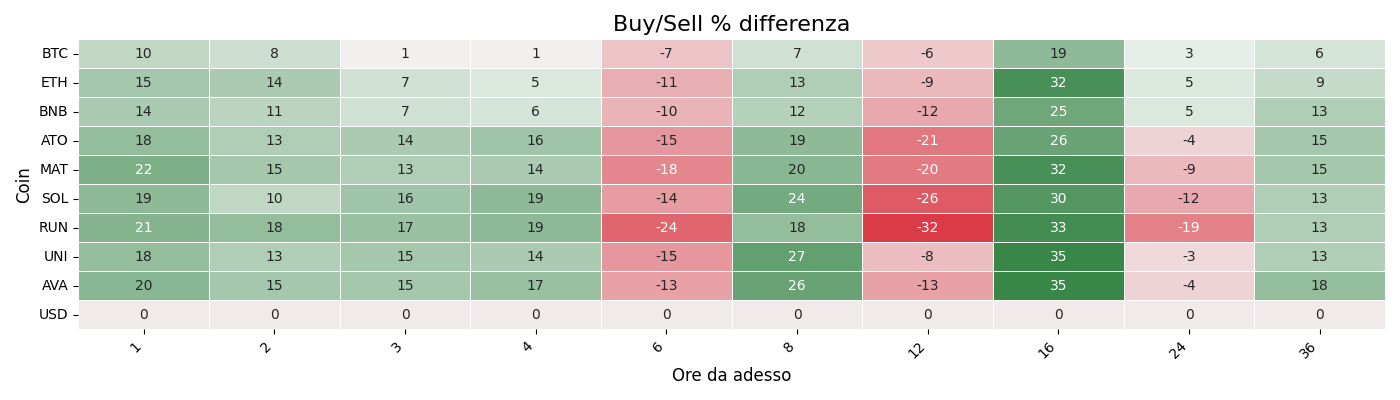 Buy/Sell % differenza
Coin
BTC 10 8 1 1 -7 7 -6 19 3 6
ETH 15 14 7 5 -11 13 -9 32 5 9
BNB 14 11 7 6 -10 12 -12 25 5 13
ATO 18 13 14 16 -15 19 -21 26 -4 15
MAT 22 15 13 14 -18 20 -20 32 -9 15
SOL 19 10 16 19 -14 24 -26 30 -12 13
RUN 21 18 17 19 -24 18 -32 33 -19 13
UNI 18 13 15 14 -15 27 -8 35 -3 13
AVA 20 15 15 17 -13 26 -13 35 -4 18
USD 0 0 0 0 0 0 0 0 0 0
1 2 3 4 6 8 12 16 24 36
Ore da adesso